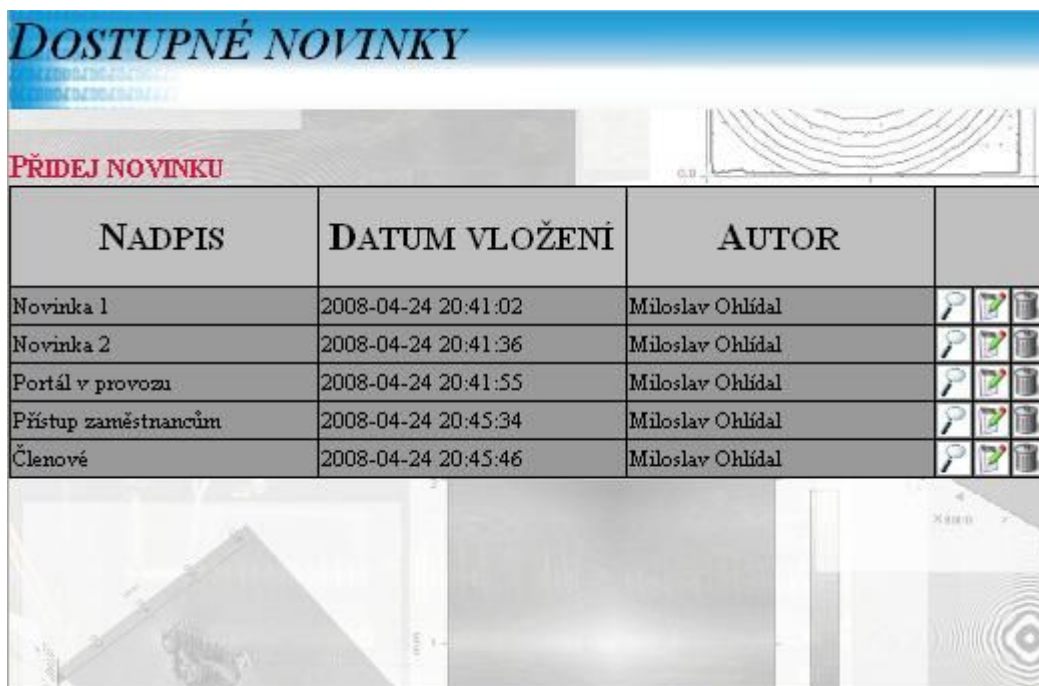 DOSTUPNÉ NOVINKY
PŘIDEJ NOVINKU
0.0
NADPIS DATUM VLOŽENÍ AUTOR
Novinka 1 2008-04-24 20:41:02 Miloslav Ohlídal
Novinka 2 2008-04-24 20:41:36 Miloslav Ohlídal
Portál v provozu 2008-04-24 20:41:55 Miloslav Ohlídal
Přístup zaměstnancům 2008-04-24 20:45:34 Miloslav Ohlídal
Členové 2008-04-24 20:45:46 Miloslav Ohlídal